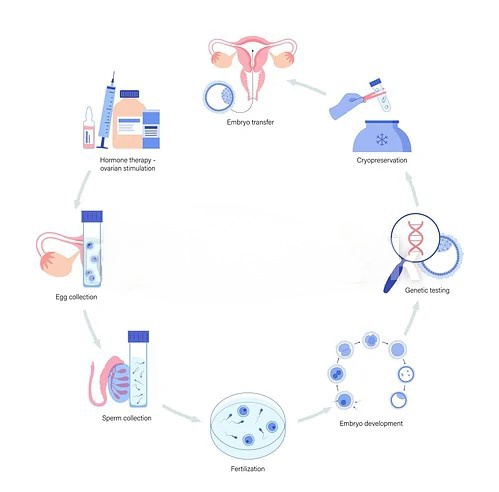 Embryo transfer
Hormone therapy -
ovarian stimulation
Cryopreservation
Egg collection
Genetic testing
Sperm collection
Embryo development
Fertilization